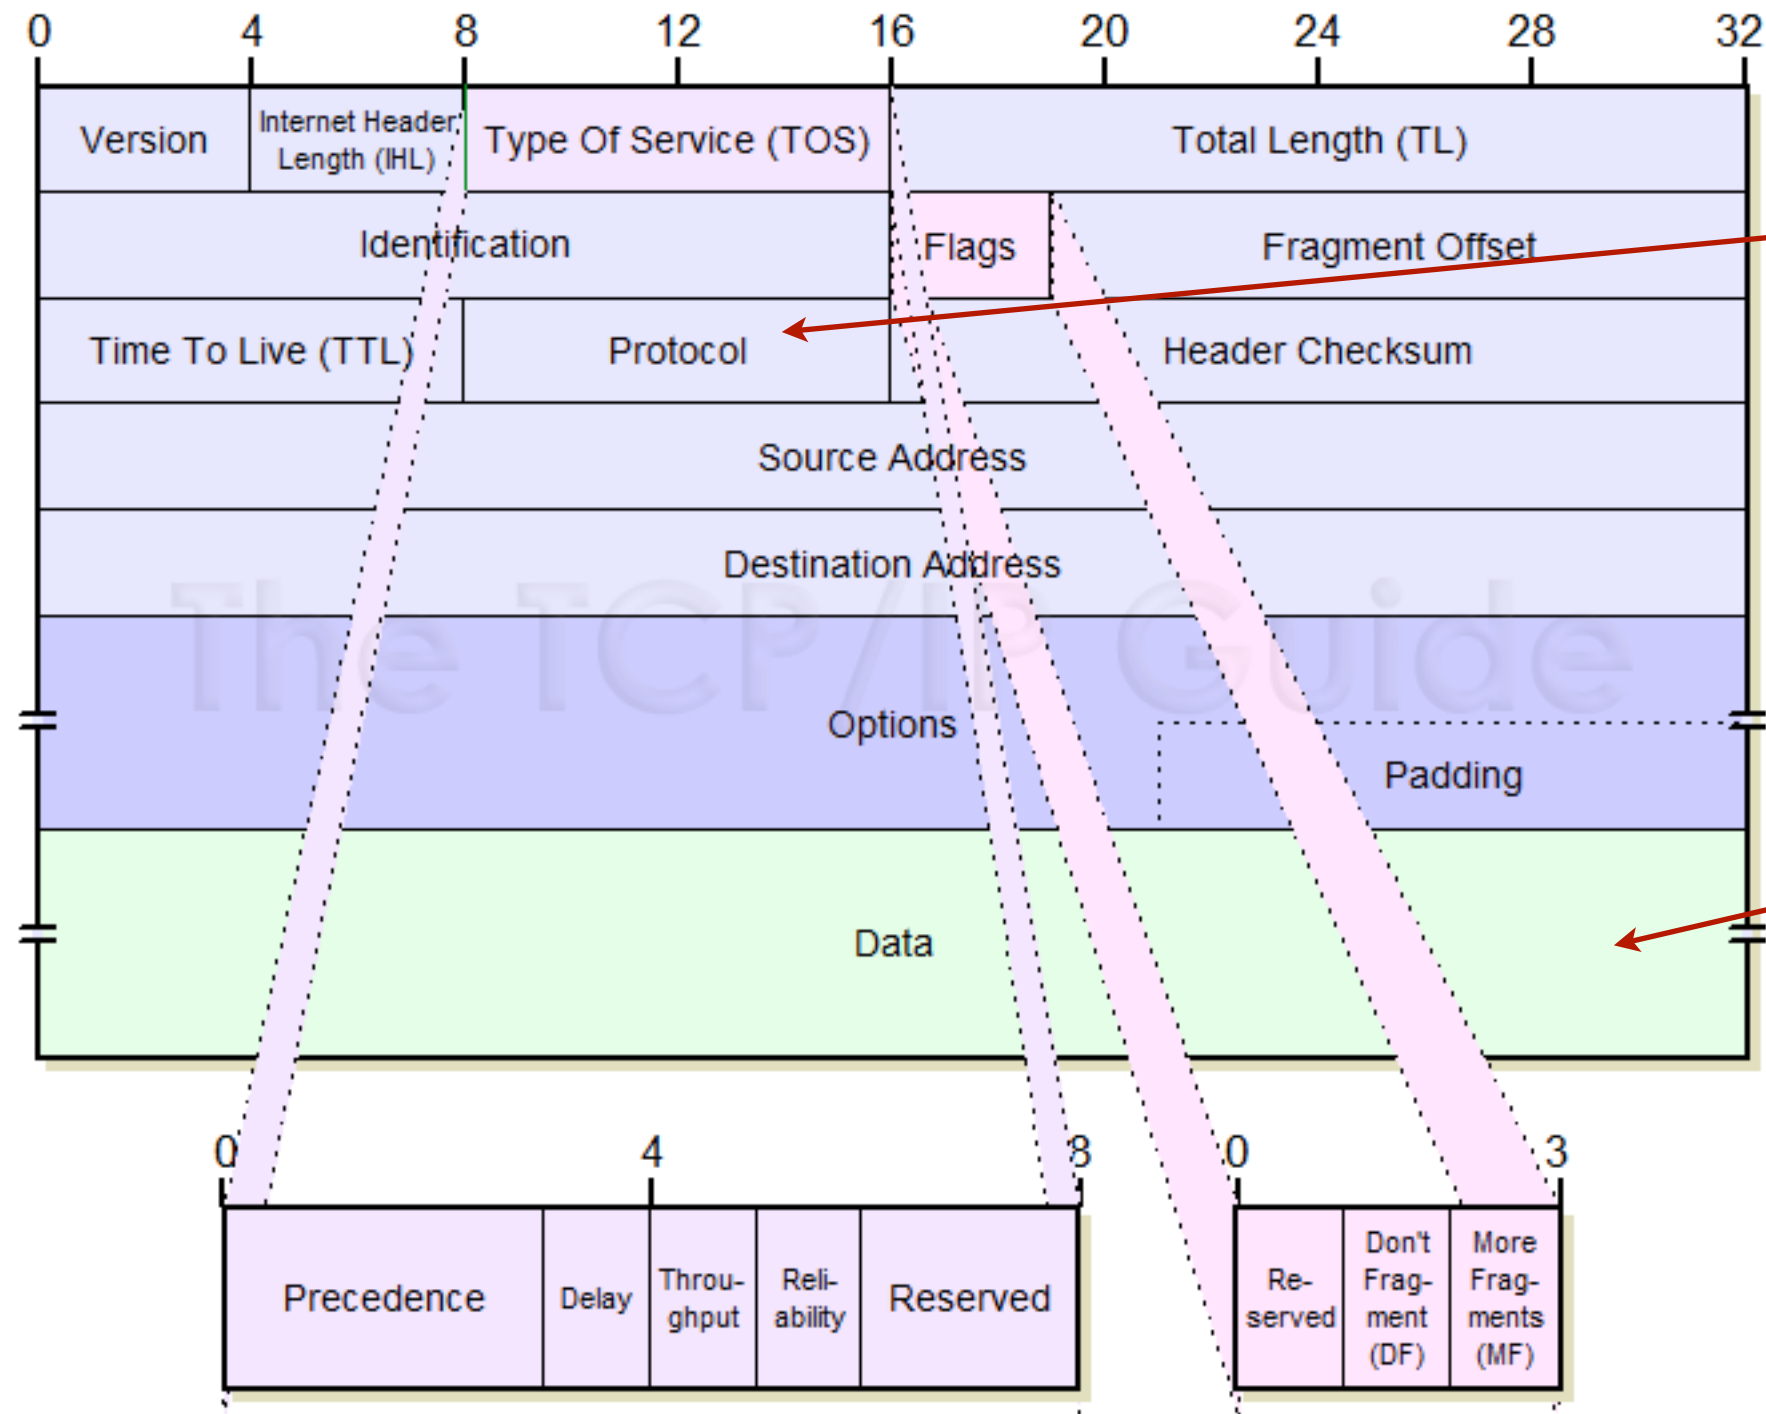 0 4 8 12 16 20 24 28 32
Version
Internet Header
Length (IHL)
Type Of Service (TOS)
Total Length (TL)
Identification
Flags
Fragment Offset
Time To Live (TTL)
Protocol
Header Checksum
Source Address
Destination Address
The TCP/IP Guide
Options
Padding
Data
0 4 8
0 3
Precedence
Delay
Throu-
ghput
Reli-
ability
Reserved
Re-
served
Don't
Frag-
ment
(DF)
More
Frag-
ments
(MF)